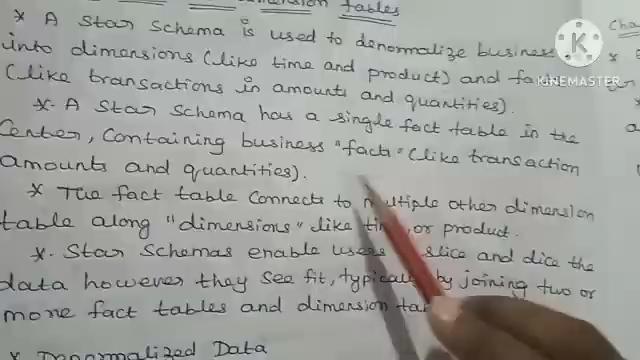 dimension tables
* A Star Schema is used to denormalize business
into dimensions (like time and product) and fa
(like transactions in amounts and quantities).
* A Star Schema has a single fact table in the
Center, Containing business "facts" (like transaction
amounts and quantities).
* The fact table Connects to multiple other dimension
table along "dimensions" like time, or product.
* Star Schemas enable users slice and dice the
data however they see fit, typically by joining two or
more fact tables and dimension tab
* Denormalized Data
Cha
KINEMASTER